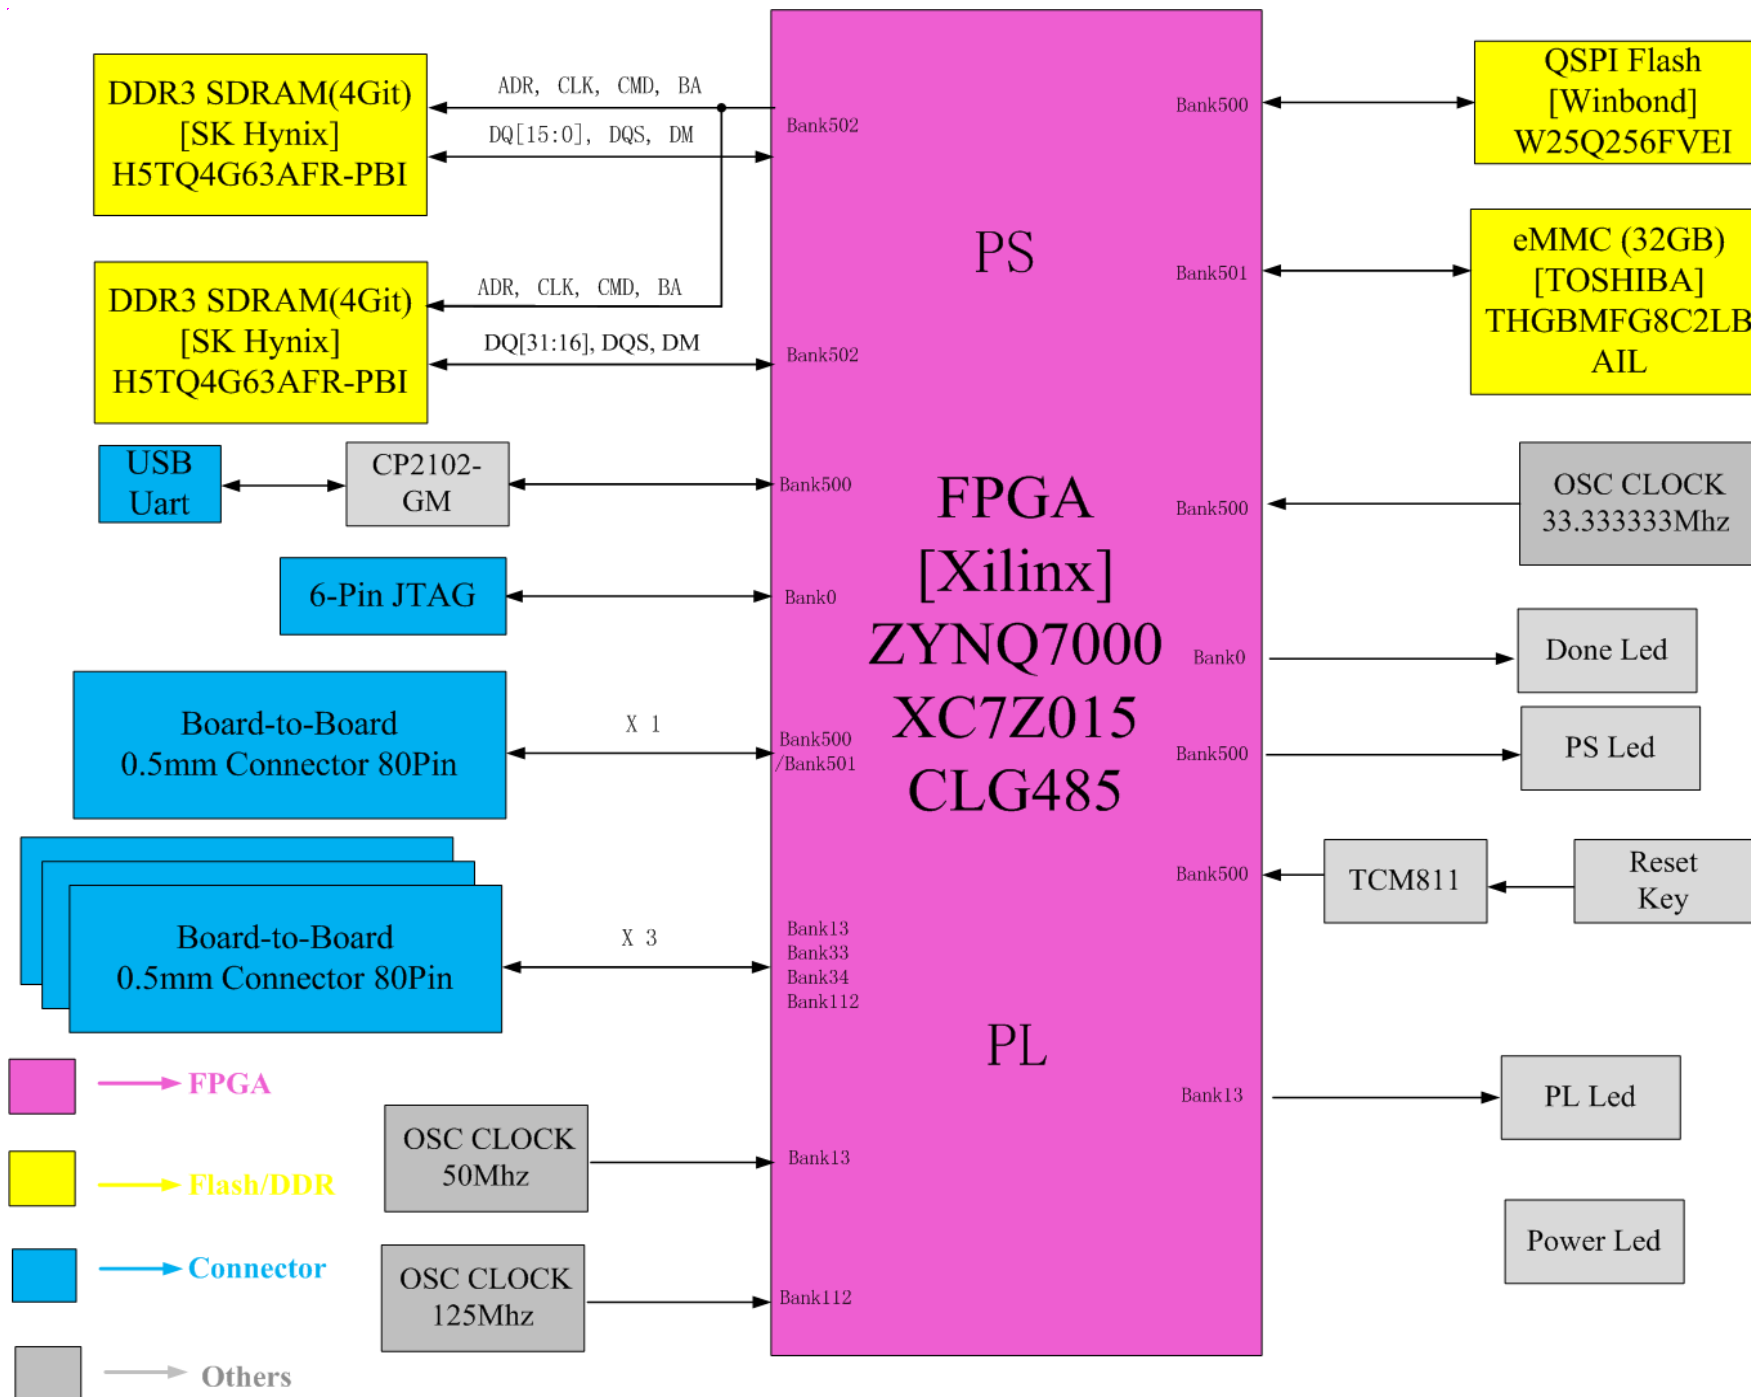 DDR3 SDRAM(4Git)
[SK Hynix]
H5TQ4G63AFR-PBI
ADR, CLK, CMD, BA
DQ[15:0], DQS, DM
Bank502
DDR3 SDRAM(4Git)
[SK Hynix]
H5TQ4G63AFR-PBI
ADR, CLK, CMD, BA
DQ[31:16], DQS, DM
Bank502
USB
Uart
CP2102-
GM
Bank500
6-Pin JTAG
Bank0
Board-to-Board
0.5mm Connector 80Pin
X 1
Bank500
/Bank501
Board-to-Board
0.5mm Connector 80Pin
X 3
Bank13
Bank33
Bank34
Bank112
FPGA
Flash/DDR
Connector
Others
OSC CLOCK
50Mhz
Bank13
OSC CLOCK
125Mhz
Bank112
PS
FPGA
[Xilinx]
ZYNQ7000
XC7Z015
CLG485
PL
Bank500
QSPI Flash
[Winbond]
W25Q256FVEI
Bank501
eMMC (32GB)
[TOSHIBA]
THGBMFG8C2LB
AIL
Bank500
OSC CLOCK
33.333333Mhz
Bank0
Done Led
Bank500
PS Led
Bank500
TCM811
Reset
Key
Bank13
PL Led
Power Led